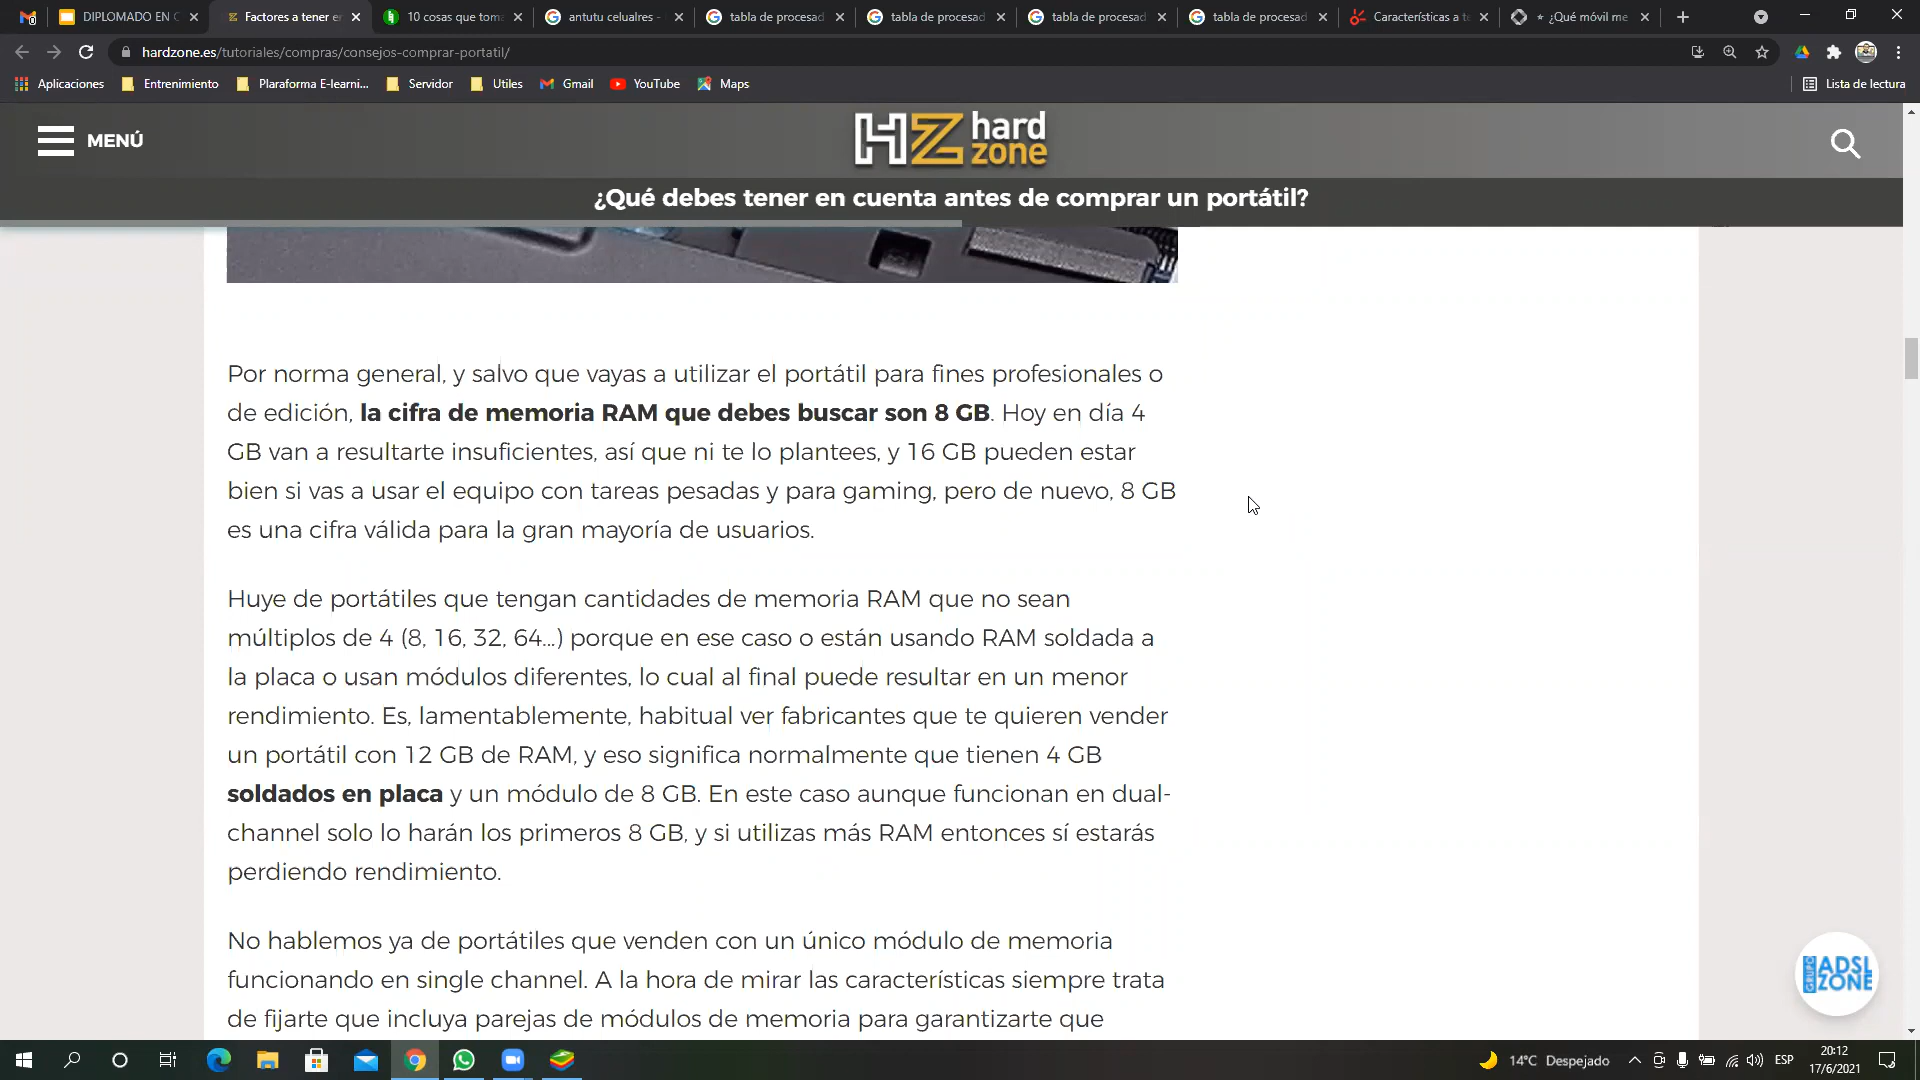 DIPLOMADO EN C
Factores a tener en
10 cosas que toma
antutu celualres -
tabla de procesad
tabla de procesad
tabla de procesad
tabla de procesad
Características a te
¿Qué móvil me
hardzone.es/tutoriales/compras/consejos-comprar-portatil/
Aplicaciones
Entrenimiento
Plaraforma E-learni...
Servidor
Utiles
Gmail
YouTube
Maps
Lista de lectura
MENÚ
HZ hard zone
¿Qué debes tener en cuenta antes de comprar un portátil?
Por norma general, y salvo que vayas a utilizar el portátil para fines profesionales o
de edición, la cifra de memoria RAM que debes buscar son 8 GB. Hoy en día 4
GB van a resultarte insuficientes, así que ni te lo plantees, y 16 GB pueden estar
bien si vas a usar el equipo con tareas pesadas y para gaming, pero de nuevo, 8 GB
es una cifra válida para la gran mayoría de usuarios.
Huye de portátiles que tengan cantidades de memoria RAM que no sean
múltiplos de 4 (8, 16, 32, 64...) porque en ese caso o están usando RAM soldada a
la placa o usan módulos diferentes, lo cual al final puede resultar en un menor
rendimiento. Es, lamentablemente, habitual ver fabricantes que te quieren vender
un portátil con 12 GB de RAM, y eso significa normalmente que tienen 4 GB
soldados en placa y un módulo de 8 GB. En este caso aunque funcionan en dual-
channel solo lo harán los primeros 8 GB, y si utilizas más RAM entonces sí estarás
perdiendo rendimiento.
No hablemos ya de portátiles que venden con un único módulo de memoria
funcionando en single channel. A la hora de mirar las características siempre trata
de fijarte que incluya parejas de módulos de memoria para garantizarte que
GRUPO ADSL ZONE
14°C Despejado
ESP
20:12
17/6/2021